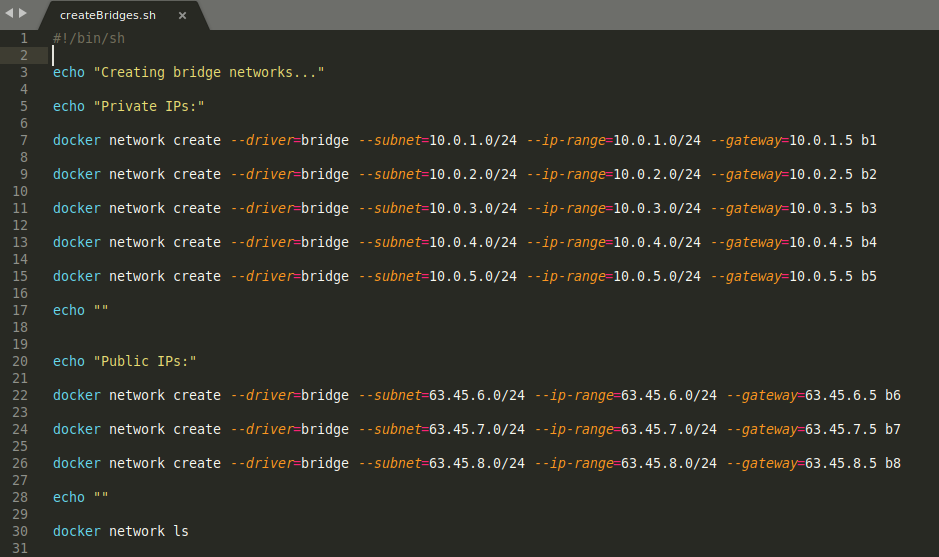 createBridges.sh ×
1 #!/bin/sh
2
3 echo "Creating bridge networks..."
4
5 echo "Private IPs:"
6
7 docker network create --driver=bridge --subnet=10.0.1.0/24 --ip-range=10.0.1.0/24 --gateway=10.0.1.5 b1
8
9 docker network create --driver=bridge --subnet=10.0.2.0/24 --ip-range=10.0.2.0/24 --gateway=10.0.2.5 b2
10
11 docker network create --driver=bridge --subnet=10.0.3.0/24 --ip-range=10.0.3.0/24 --gateway=10.0.3.5 b3
12
13 docker network create --driver=bridge --subnet=10.0.4.0/24 --ip-range=10.0.4.0/24 --gateway=10.0.4.5 b4
14
15 docker network create --driver=bridge --subnet=10.0.5.0/24 --ip-range=10.0.5.0/24 --gateway=10.0.5.5 b5
16
17 echo ""
18
19
20 echo "Public IPs:"
21
22 docker network create --driver=bridge --subnet=63.45.6.0/24 --ip-range=63.45.6.0/24 --gateway=63.45.6.5 b6
23
24 docker network create --driver=bridge --subnet=63.45.7.0/24 --ip-range=63.45.7.0/24 --gateway=63.45.7.5 b7
25
26 docker network create --driver=bridge --subnet=63.45.8.0/24 --ip-range=63.45.8.0/24 --gateway=63.45.8.5 b8
27
28 echo ""
29
30 docker network ls
31